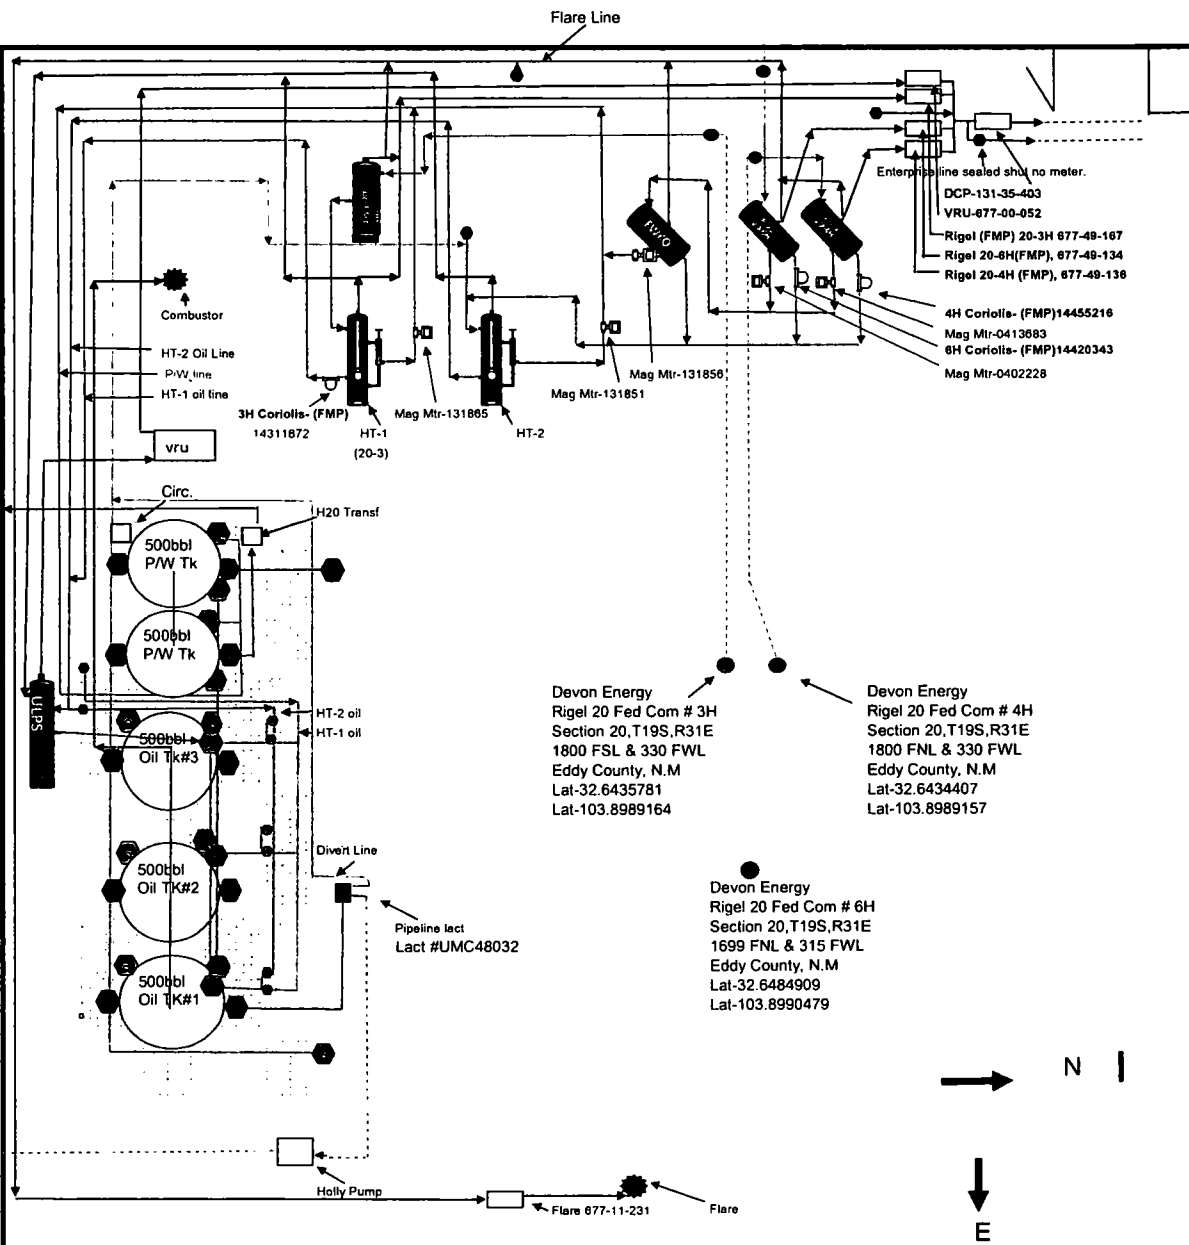 Flare Line
Enterprise line sealed shut no meter.
DCP-131-35-403
VRU-677-00-052
Rigol (FMP) 20-3H 677-49-167
Rigel 20-6H(FMP), 677-49-134
Rigel 20-4H (FMP), 677-49-136
4H Coriolis- (FMP)14455216
Mag Mtr-0413683
6H Coriolis- (FMP)14420343
Mag Mtr-0402228
FWKO
Combustor
HT-2 Oil Line
P/W line
HT-1 oil line
3H Coriolis- (FMP)
14311872
HT-1
(20-3)
Mag Mtr-131865
HT-2
Mag Mtr-131851
Mag Mtr-131856
vru
Circ.
H20 Transf
500bbl
P/W Tk
500bbl
P/W Tk
ULPS
HT-2 oil
HT-1 oil
500bbl
Oil Tk#3
500bbl
Oil TK#2
500bbl
Oil TK#1
Divert Line
Pipeline lact
Lact #UMC48032
Devon Energy
Rigel 20 Fed Com # 3H
Section 20,T19S,R31E
1800 FSL & 330 FWL
Eddy County, N.M
Lat-32.6435781
Lat-103.8989164
Devon Energy
Rigel 20 Fed Com # 4H
Section 20,T19S,R31E
1800 FNL & 330 FWL
Eddy County, N.M
Lat-32.6434407
Lat-103.8989157
Devon Energy
Rigel 20 Fed Com # 6H
Section 20,T19S,R31E
1699 FNL & 315 FWL
Eddy County, N.M
Lat-32.6484909
Lat-103.8990479
N
E
Holly Pump
Flare 677-11-231
Flare